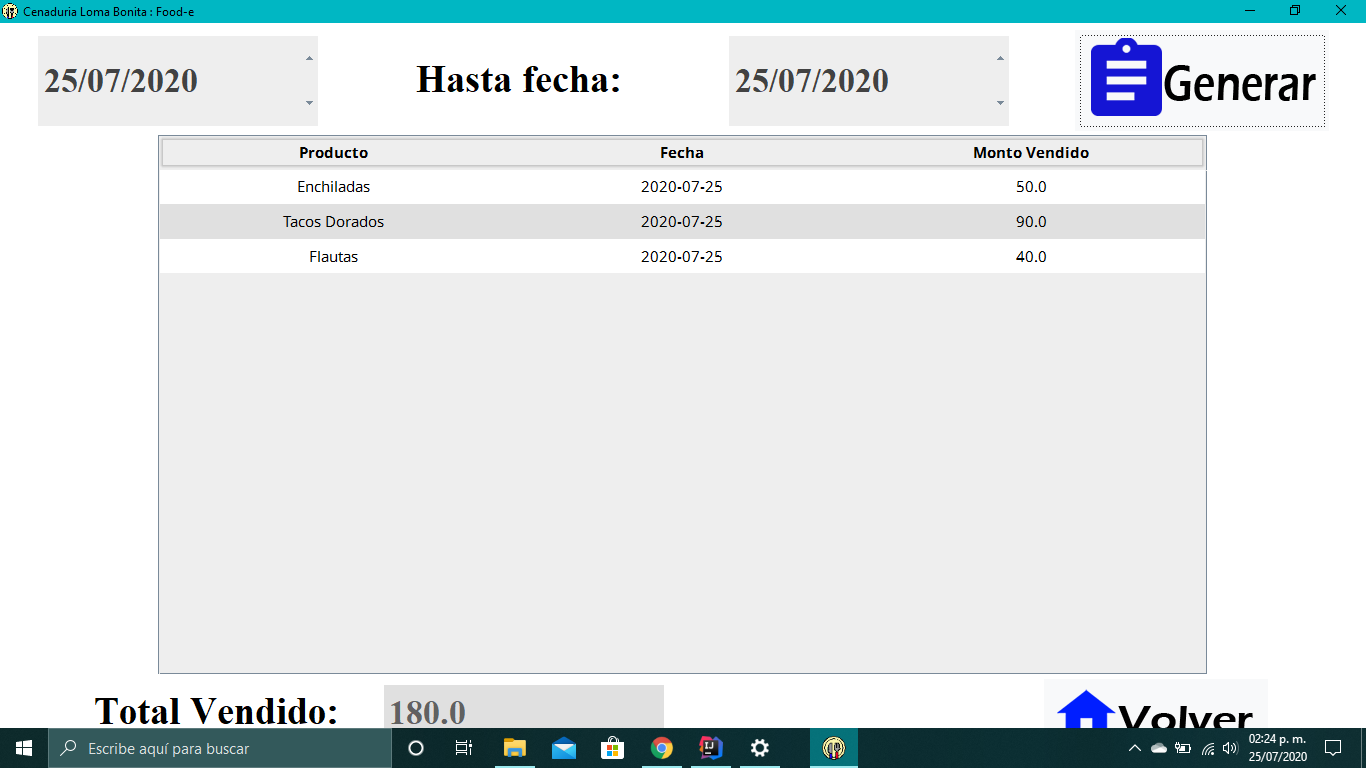 Cenaduria Loma Bonita : Food-e
25/07/2020
Hasta fecha:
25/07/2020
Generar
Producto Fecha Monto Vendido
Enchiladas 2020-07-25 50.0
Tacos Dorados 2020-07-25 90.0
Flautas 2020-07-25 40.0
Total Vendido:
180.0
Volver
Escribe aquí para buscar
02:24 p. m.
25/07/2020